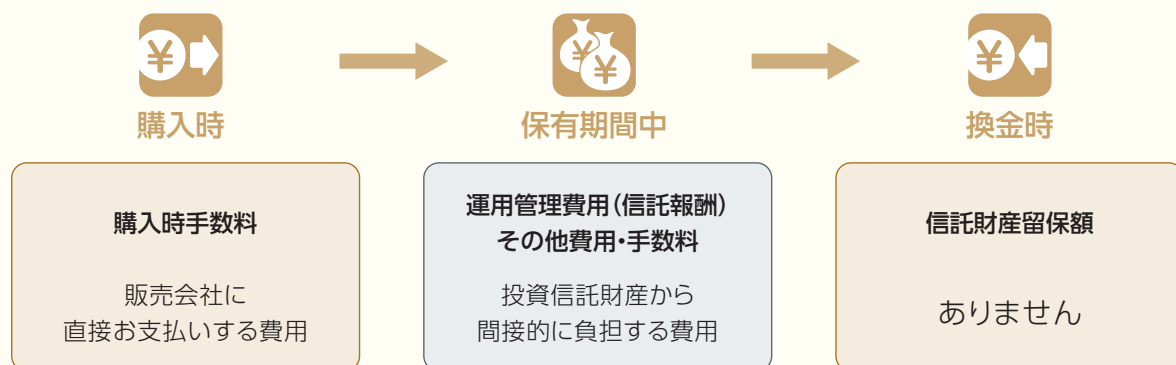 購入時
保有期間中
換金時
購入時手数料
販売会社に
直接お支払いする費用
運用管理費用(信託報酬)
その他費用・手数料
投資信託財産から
間接的に負担する費用
信託財産留保額
ありません